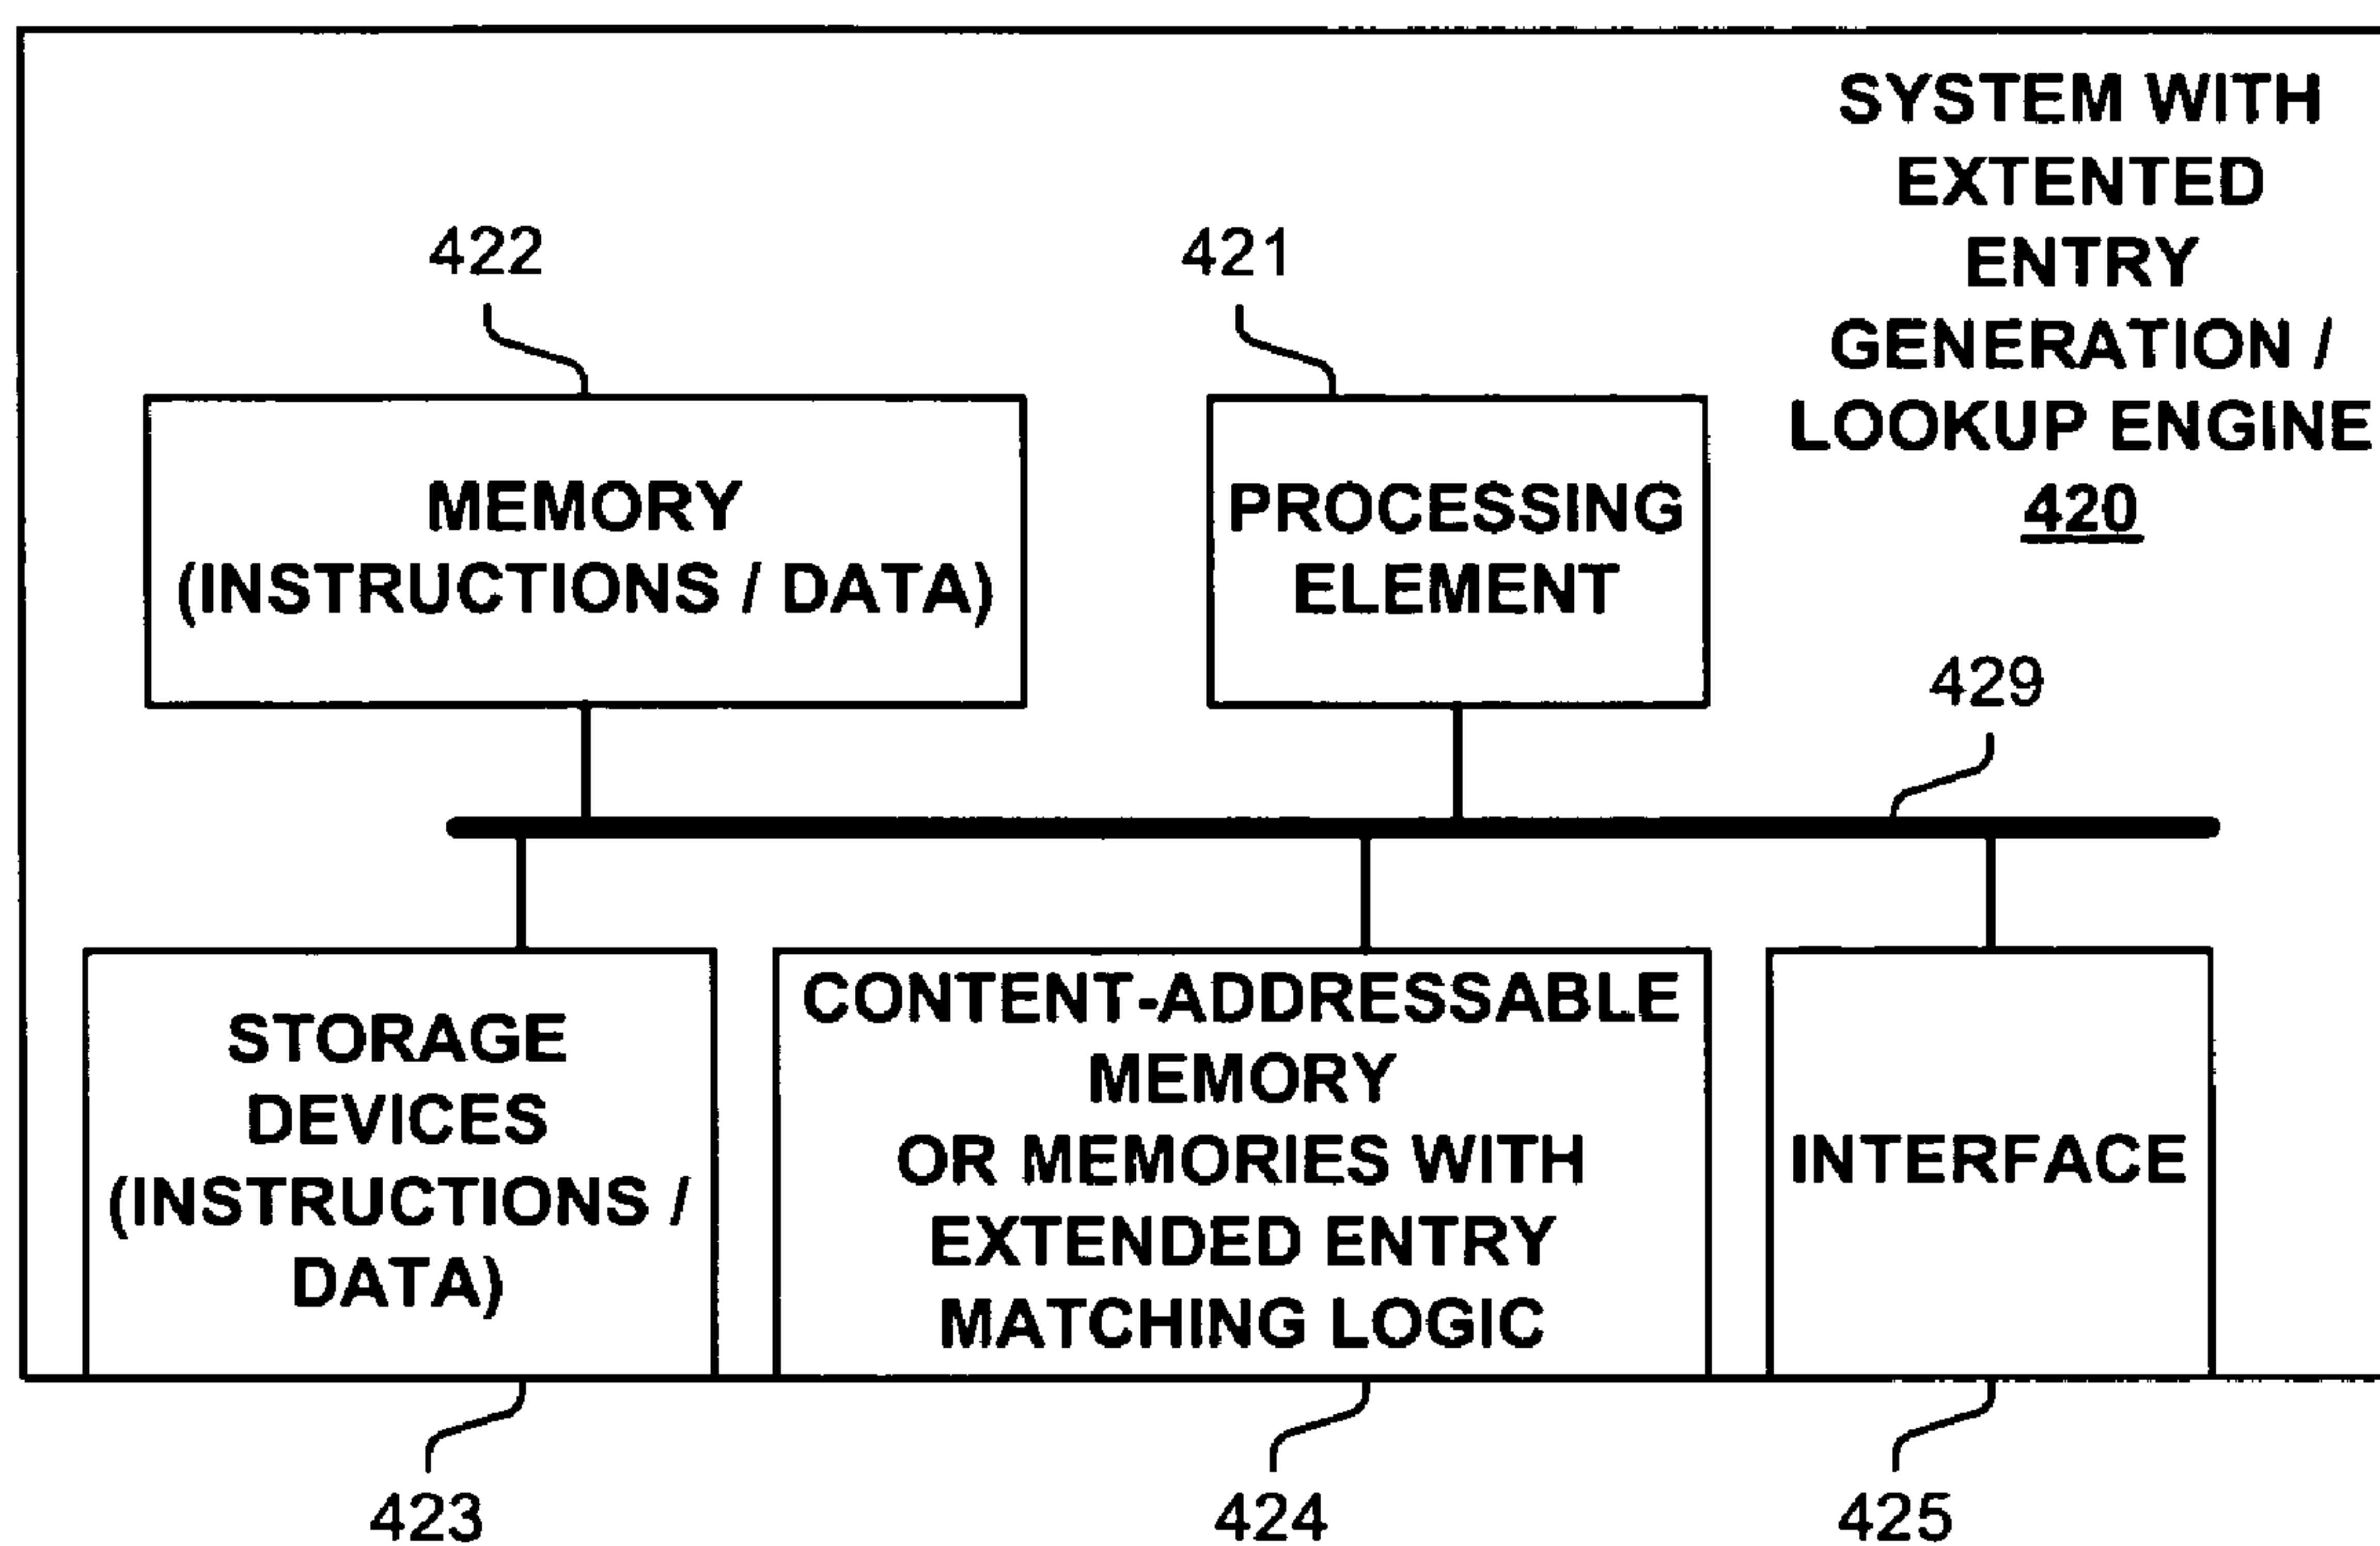 SYSTEM WITH
EXTENTED
ENTRY
GENERATION /
LOOKUP ENGINE
420
422
421
MEMORY
(INSTRUCTIONS / DATA)
PROCESSING
ELEMENT
429
STORAGE
DEVICES
(INSTRUCTIONS /
DATA)
CONTENT-ADDRESSABLE
MEMORY
OR MEMORIES WITH
EXTENDED ENTRY
MATCHING LOGIC
INTERFACE
423
424
425